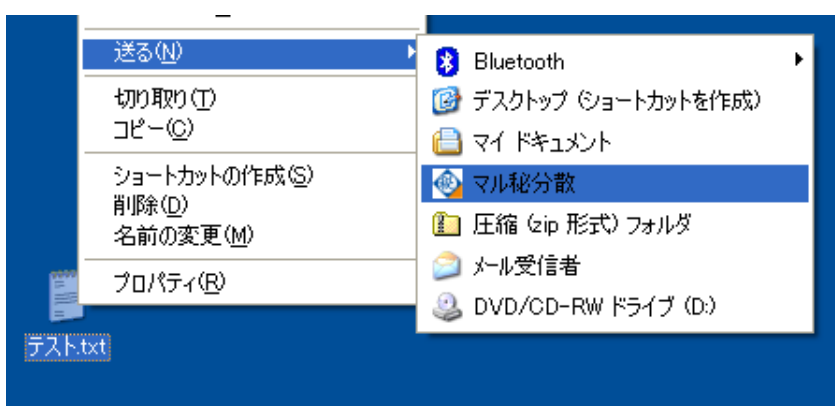 送る(N)
切り取り(T)
コピー(C)
ショートカットの作成(S)
削除(D)
名前の変更(M)
プロパティ(R)
Bluetooth
デスクトップ (ショートカットを作成)
マイ ドキュメント
マル秘分散
圧縮 (zip 形式) フォルダ
メール受信者
DVD/CD-RW ドライブ (D:)
テスト.txt